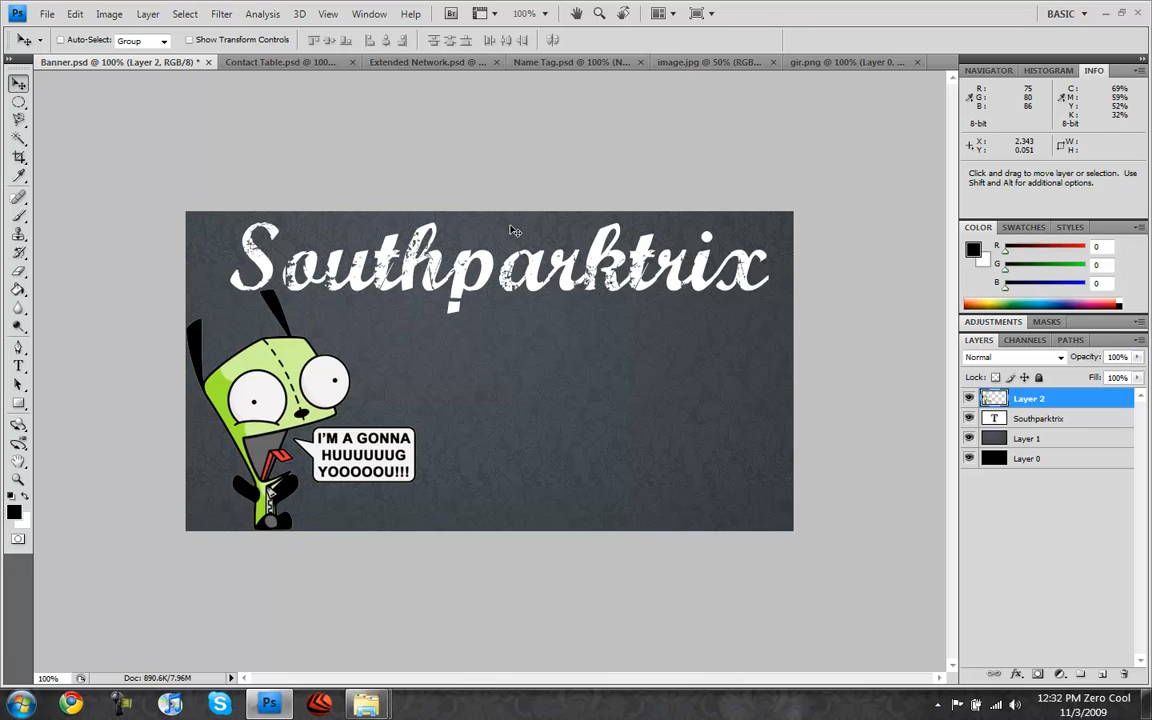 Ps File Edit Image Layer Select Filter Analysis 3D View Window Help Br 100% BASIC
Auto-Select: Group Show Transform Controls
Banner.psd @ 100% (Layer 2, RGB/8) * Contact Table.psd @ 100... Extended Network.psd @ ... Name Tag.psd @ 100% (N... image.jpg @ 50% (RGB... gir.png @ 100% (Layer 0, ...
NAVIGATOR HISTOGRAM INFO
R: 75 C: 69%
G: 80 M: 59%
B: 86 Y: 52%
K: 32%
8-bit 8-bit
X: 2.343 W:
Y: 0.051 H:
Click and drag to move layer or selection. Use
Shift and Alt for additional options.
COLOR SWATCHES STYLES
R 0
G 0
B 0
ADJUSTMENTS MASKS
LAYERS CHANNELS PATHS
Normal Opacity: 100%
Lock: Fill: 100%
Layer 2
T Southparktrix
Layer 1
Layer 0
Southparktrix
I'M A GONNA
HUUUUUUG
YOOOOOU!!!
100% Doc: 890.6K/7.96M
Ps 12:32 PM Zero Cool
11/3/2009